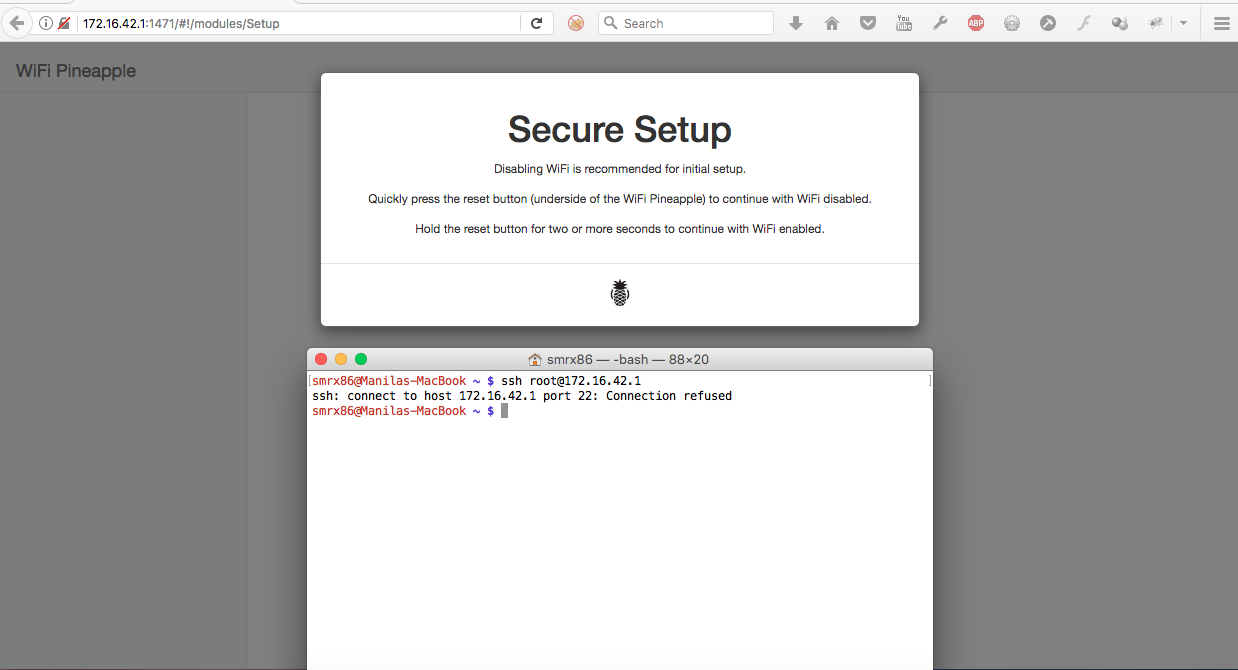 172.16.42.1:1471/#!/modules/Setup
Search
You
Tube
ABP
WiFi Pineapple
Secure Setup
Disabling WiFi is recommended for initial setup.
Quickly press the reset button (underside of the WiFi Pineapple) to continue with WiFi disabled.
Hold the reset button for two or more seconds to continue with WiFi enabled.
smrx86 — -bash — 88×20
[smrx86@Manilas-MacBook ~ $ ssh root@172.16.42.1 ]
ssh: connect to host 172.16.42.1 port 22: Connection refused
smrx86@Manilas-MacBook ~ $